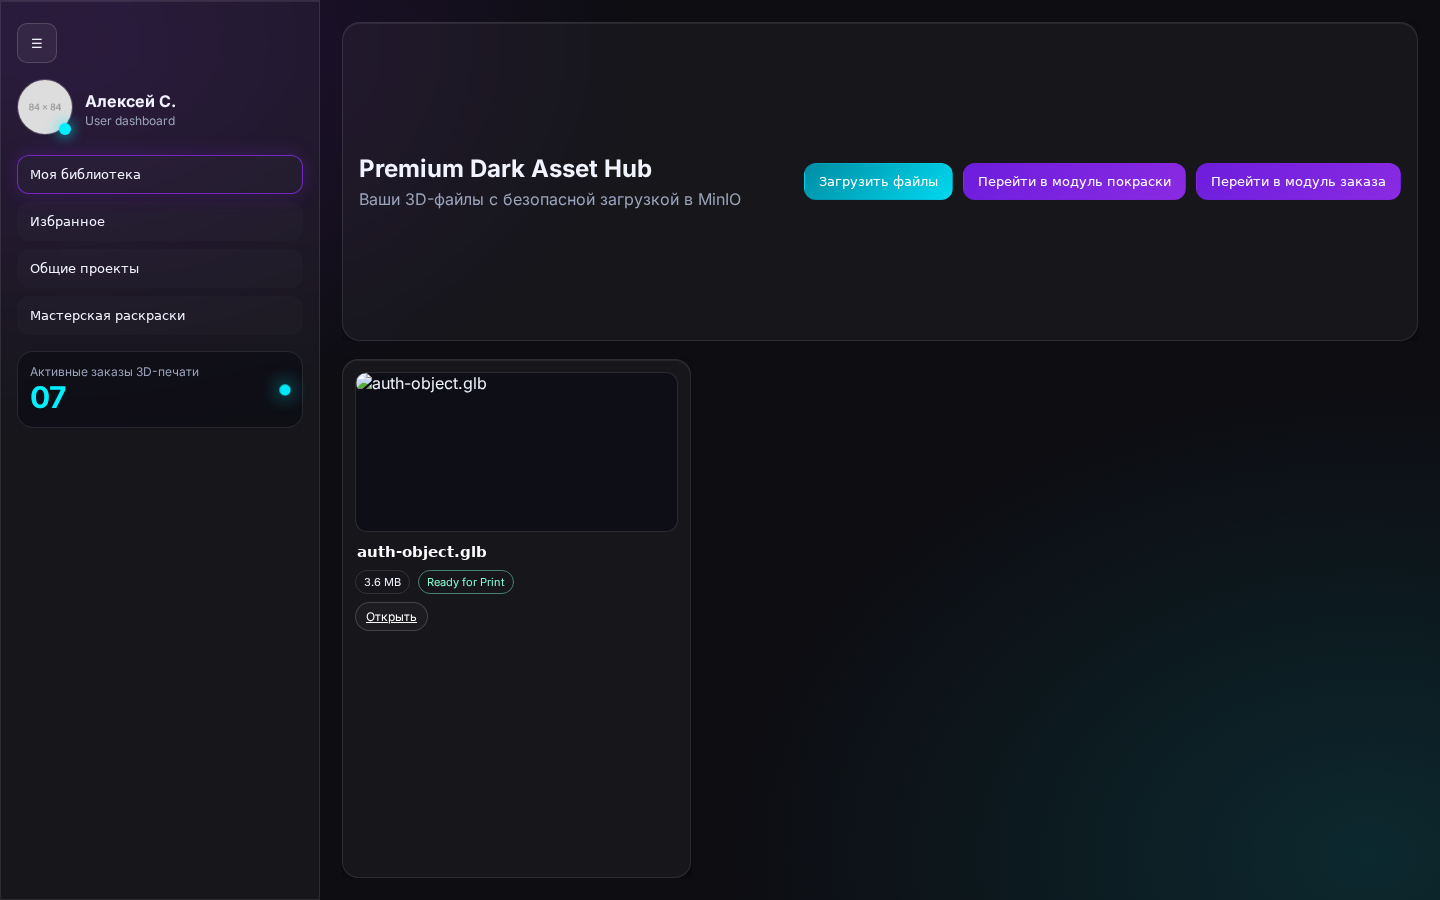 ☰
84 × 84
Алексей С.
User dashboard
Моя библиотека
Избранное
Общие проекты
Мастерская раскраски
Активные заказы 3D-печати
07
Premium Dark Asset Hub
Ваши 3D-файлы с безопасной загрузкой в MinIO
Загрузить файлы
Перейти в модуль покраски
Перейти в модуль заказа
auth-object.glb
auth-object.glb
3.6 MB
Ready for Print
Открыть